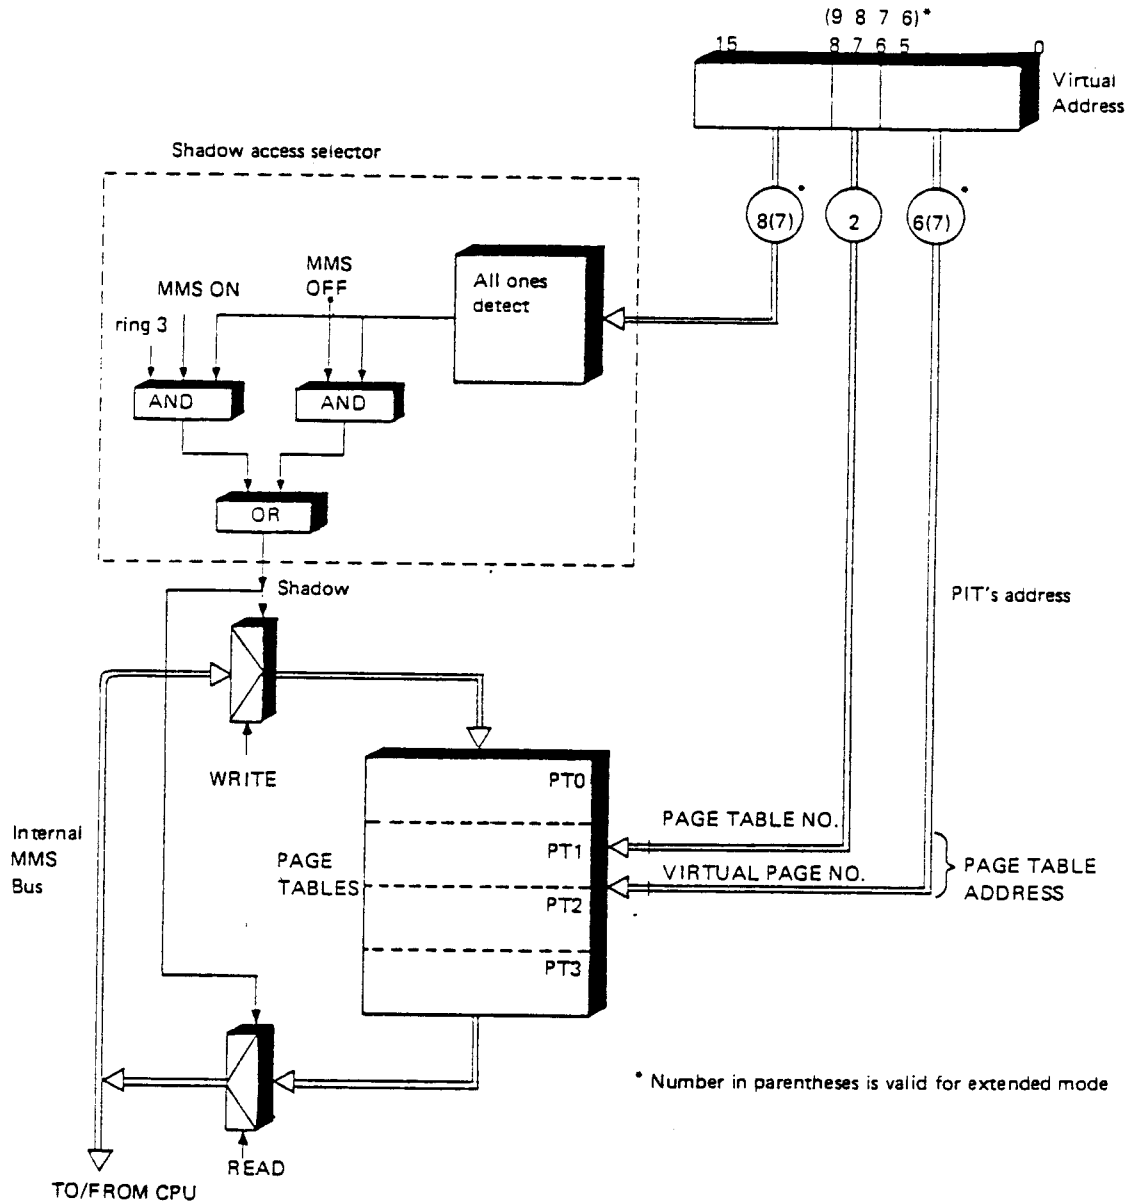 (9 8 7 6)*
15 8 7 6 5 0
Virtual
Address
Shadow access selector
8(7)*
2
6(7)*
MMS
OFF
MMS ON
ring 3
All ones
detect
AND
AND
OR
Shadow
PIT's address
WRITE
PT0
PAGE TABLE NO.
PT1
VIRTUAL PAGE NO.
PT2
PT3
PAGE
TABLES
PAGE TABLE
ADDRESS
Internal
MMS
Bus
* Number in parentheses is valid for extended mode
READ
TO/FROM CPU